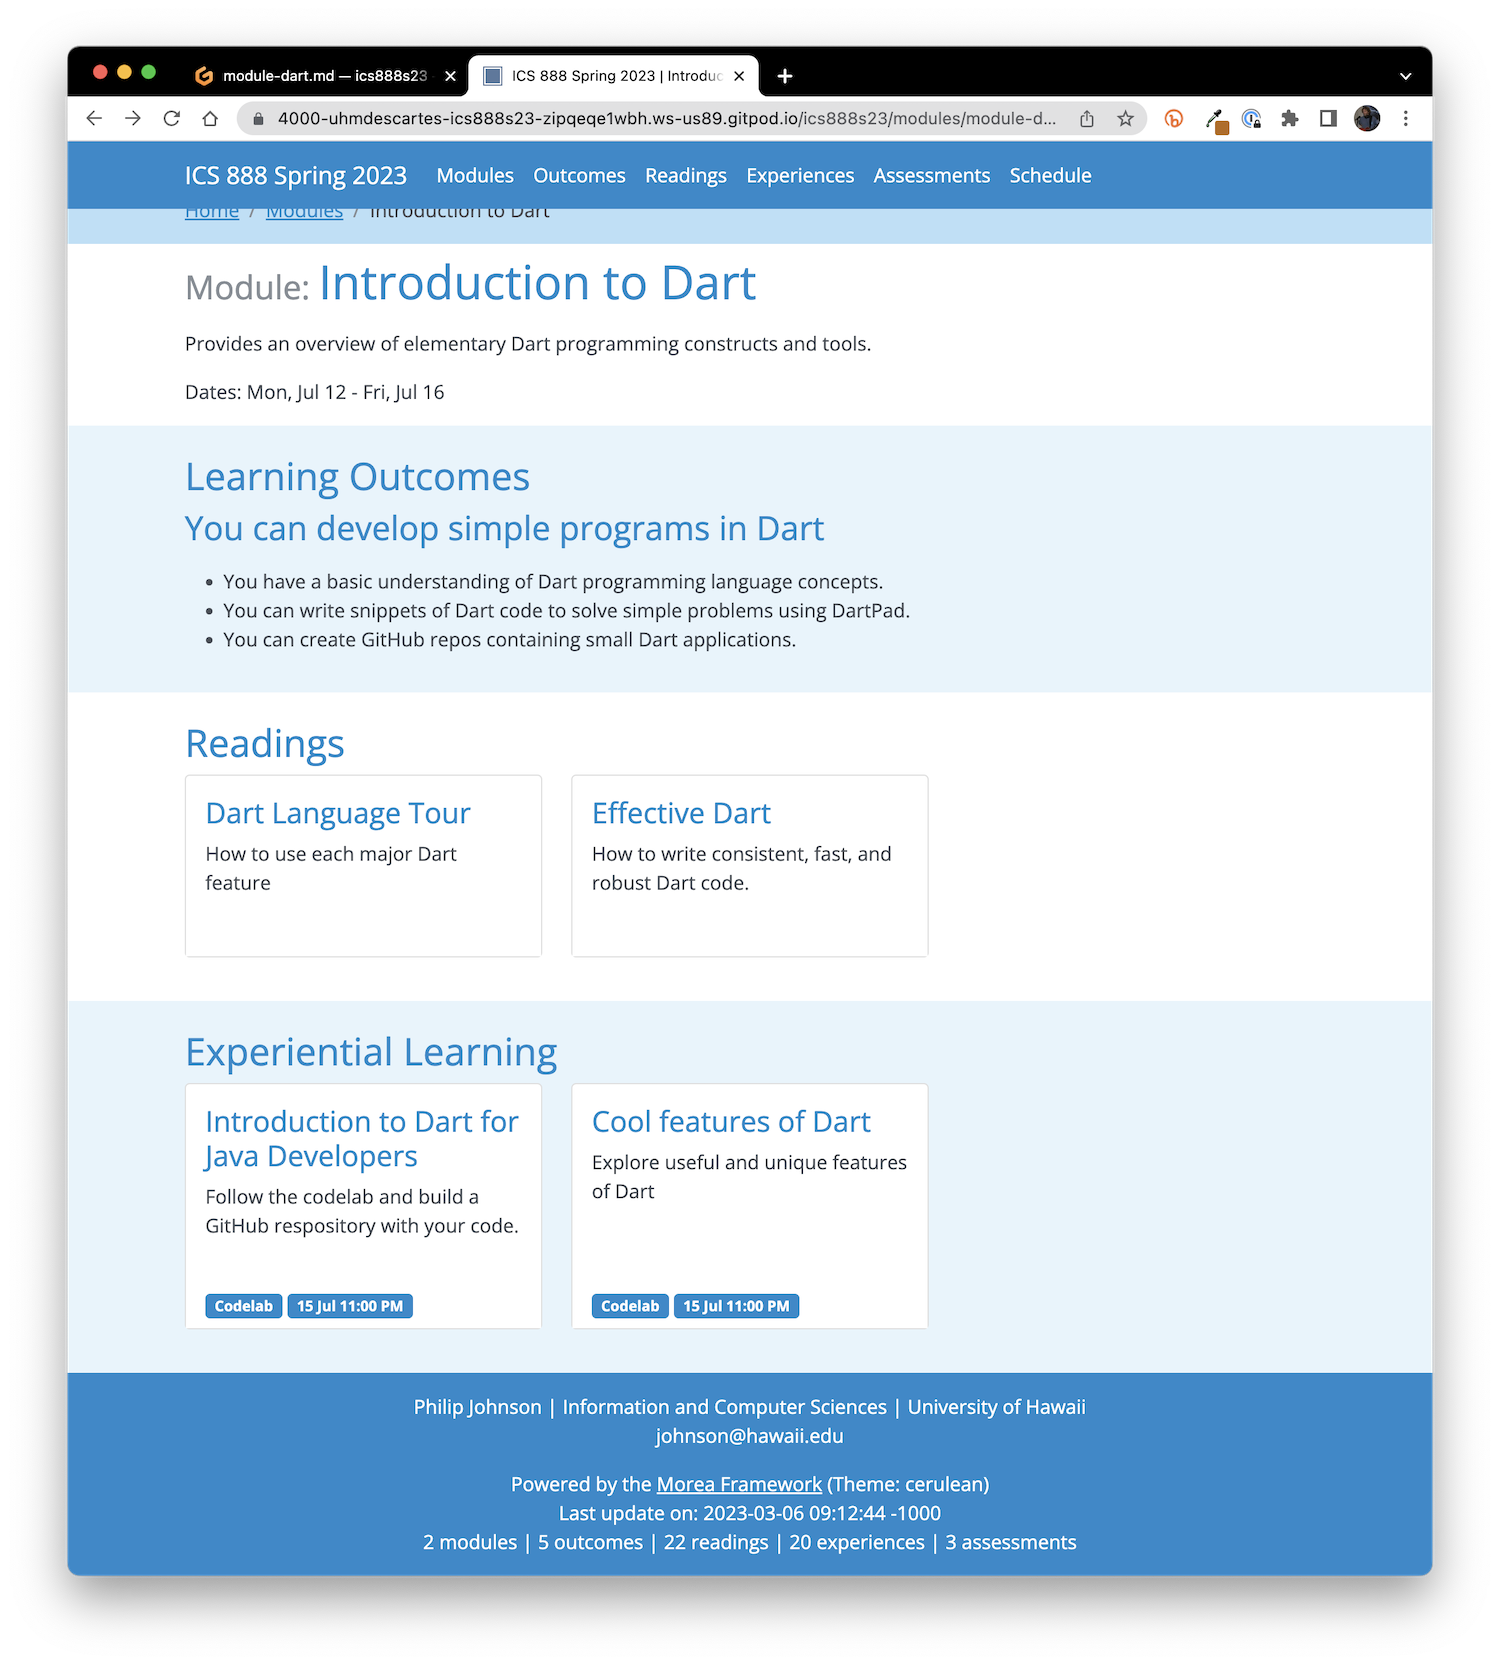 module-dart.md — ics888s23
ICS 888 Spring 2023 | Introduc
4000-uhmdescartes-ics888s23-zipqeqe1wbh.ws-us89.gitpod.io/ics888s23/modules/module-d...
ICS 888 Spring 2023 Modules Outcomes Readings Experiences Assessments Schedule
Home / Modules / Introduction to Dart
Module: Introduction to Dart
Provides an overview of elementary Dart programming constructs and tools.
Dates: Mon, Jul 12 - Fri, Jul 16
Learning Outcomes
You can develop simple programs in Dart
• You have a basic understanding of Dart programming language concepts.
• You can write snippets of Dart code to solve simple problems using DartPad.
• You can create GitHub repos containing small Dart applications.
Readings
Dart Language Tour
How to use each major Dart
feature
Effective Dart
How to write consistent, fast, and
robust Dart code.
Experiential Learning
Introduction to Dart for
Java Developers
Follow the codelab and build a
GitHub respository with your code.
Codelab 15 Jul 11:00 PM
Cool features of Dart
Explore useful and unique features
of Dart
Codelab 15 Jul 11:00 PM
Philip Johnson | Information and Computer Sciences | University of Hawaii
johnson@hawaii.edu
Powered by the Morea Framework (Theme: cerulean)
Last update on: 2023-03-06 09:12:44 -1000
2 modules | 5 outcomes | 22 readings | 20 experiences | 3 assessments